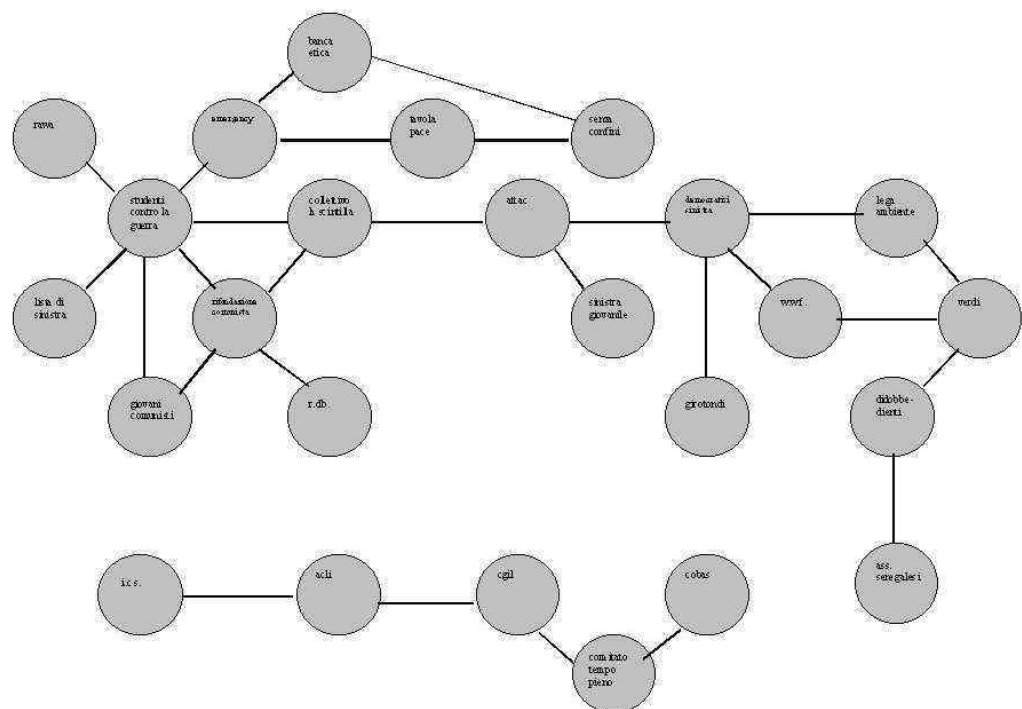 banca
etica
rawa
emergency
tavola
pace
senza
confini
studenti
contro la
guerra
collettivo
la scintilla
attac
democratici
sinistra
lega
ambiente
lista di
sinistra
rifondazione
comunista
sinistra
giovanile
wwf.
verdi
giovani
comunisti
r.db.
girotondi
disobbe-
dienti
i.c.s.
acli
cgil
cobas
ass.
senegalesi
comitato
tempo
pieno